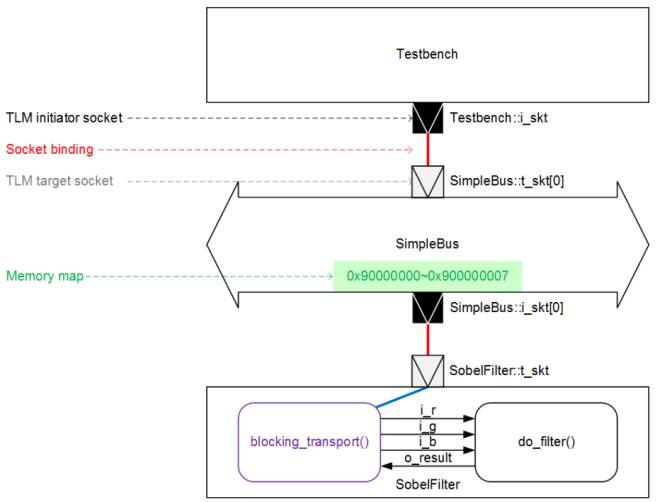 Testbench
TLM initiator socket
Testbench::i_skt
Socket binding
TLM target socket
SimpleBus::t_skt[0]
SimpleBus
Memory map
0x90000000~0x900000007
SimpleBus::i_skt[0]
SobelFilter::t_skt
i_r
i_g
blocking_transport()
do_filter()
i_b
o_result
SobelFilter